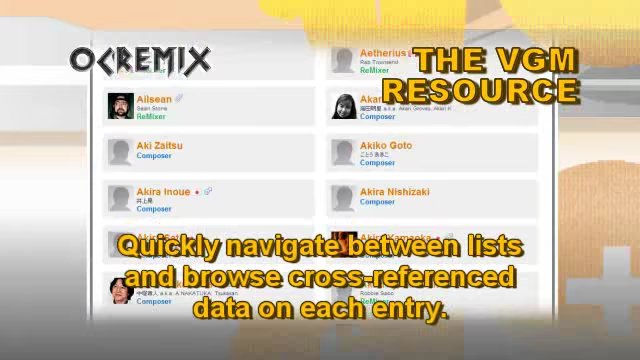 OCREMIX
THE VGM
RESOURCE
Aetherius
Rob Townsend
ReMixer
Ailsean
Sean Stone
ReMixer
Composer
Aki Zaitsu
Composer
Akiko Goto
ごとう あきこ
Composer
Akira Inoue
井上晃
Composer
Akira Nishizaki
Composer
Quickly navigate between lists
and browse cross-referenced
data on each entry.
Composer
ReMixer